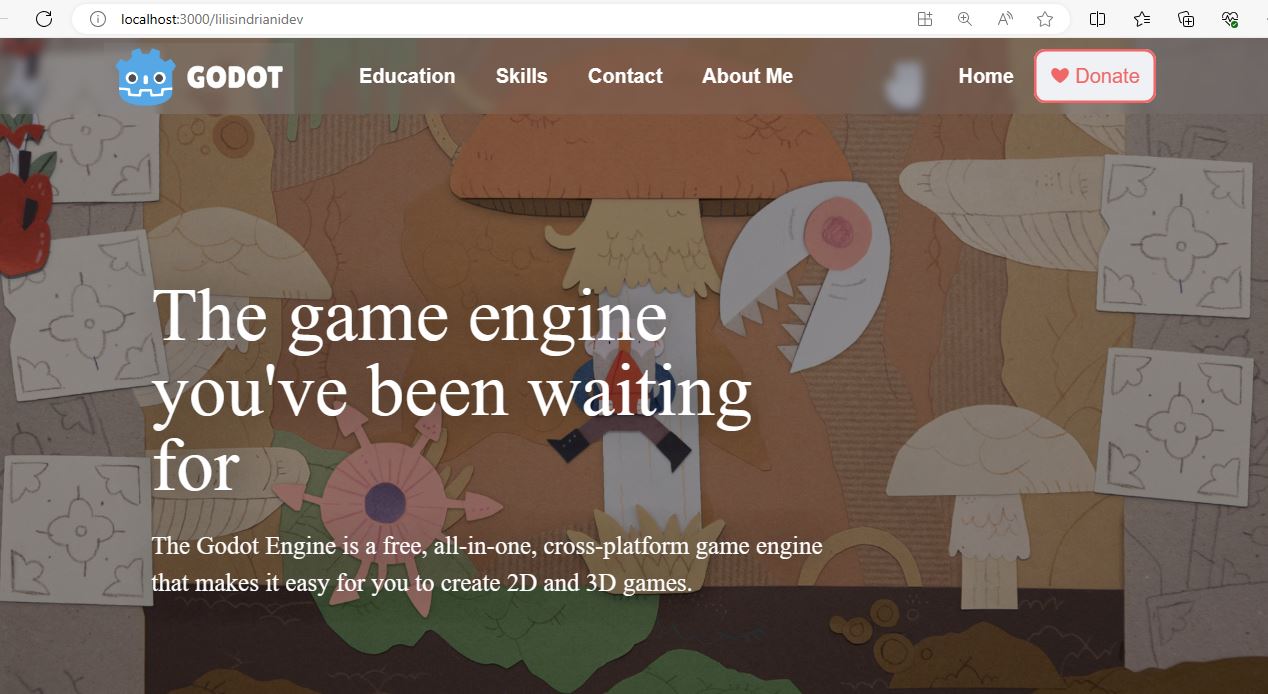 localhost:3000/lilisindrianidev
GODOT Education Skills Contact About Me Home Donate
The game engine
you've been waiting
for
The Godot Engine is a free, all-in-one, cross-platform game engine
that makes it easy for you to create 2D and 3D games.